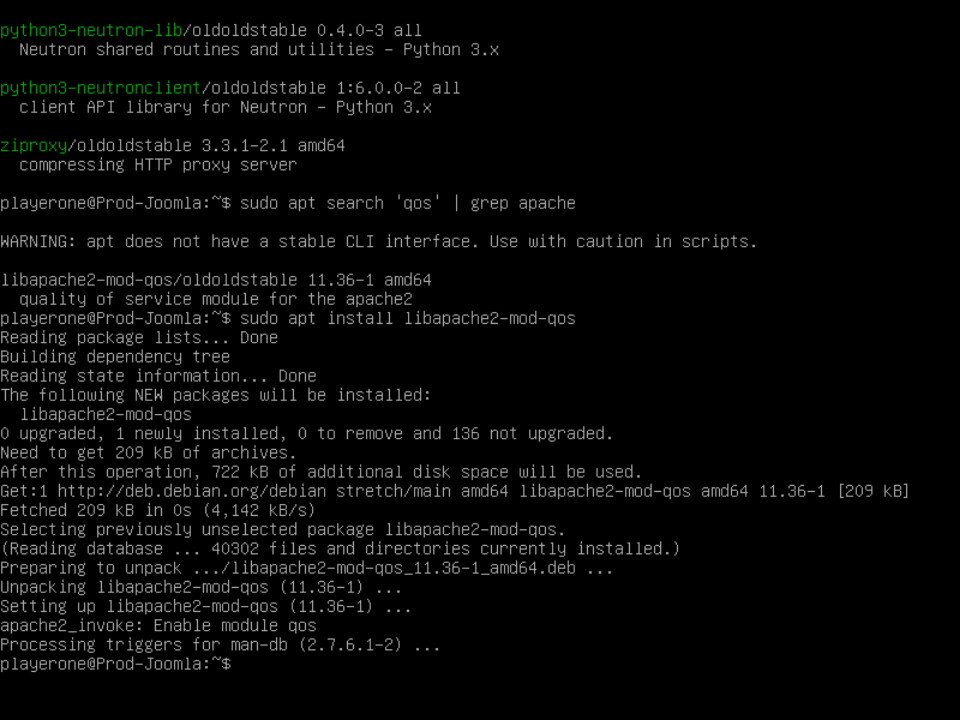 python3-neutron-lib/oldoldstable 0.4.0-3 all
  Neutron shared routines and utilities - Python 3.x

python3-neutronclient/oldoldstable 1:6.0.0-2 all
  client API library for Neutron - Python 3.x

ziproxy/oldoldstable 3.3.1-2.1 amd64
  compressing HTTP proxy server

playerone@Prod-Joomla:~$ sudo apt search 'qos' | grep apache

WARNING: apt does not have a stable CLI interface. Use with caution in scripts.

libapache2-mod-qos/oldoldstable 11.36-1 amd64
  quality of service module for the apache2
playerone@Prod-Joomla:~$ sudo apt install libapache2-mod-qos
Reading package lists... Done
Building dependency tree
Reading state information... Done
The following NEW packages will be installed:
  libapache2-mod-qos
0 upgraded, 1 newly installed, 0 to remove and 136 not upgraded.
Need to get 209 kB of archives.
After this operation, 722 kB of additional disk space will be used.
Get:1 http://deb.debian.org/debian stretch/main amd64 libapache2-mod-qos amd64 11.36-1 [209 kB]
Fetched 209 kB in 0s (4,142 kB/s)
Selecting previously unselected package libapache2-mod-qos.
(Reading database ... 40302 files and directories currently installed.)
Preparing to unpack .../libapache2-mod-qos_11.36-1_amd64.deb ...
Unpacking libapache2-mod-qos (11.36-1) ...
Setting up libapache2-mod-qos (11.36-1) ...
apache2_invoke: Enable module qos
Processing triggers for man-db (2.7.6.1-2) ...
playerone@Prod-Joomla:~$